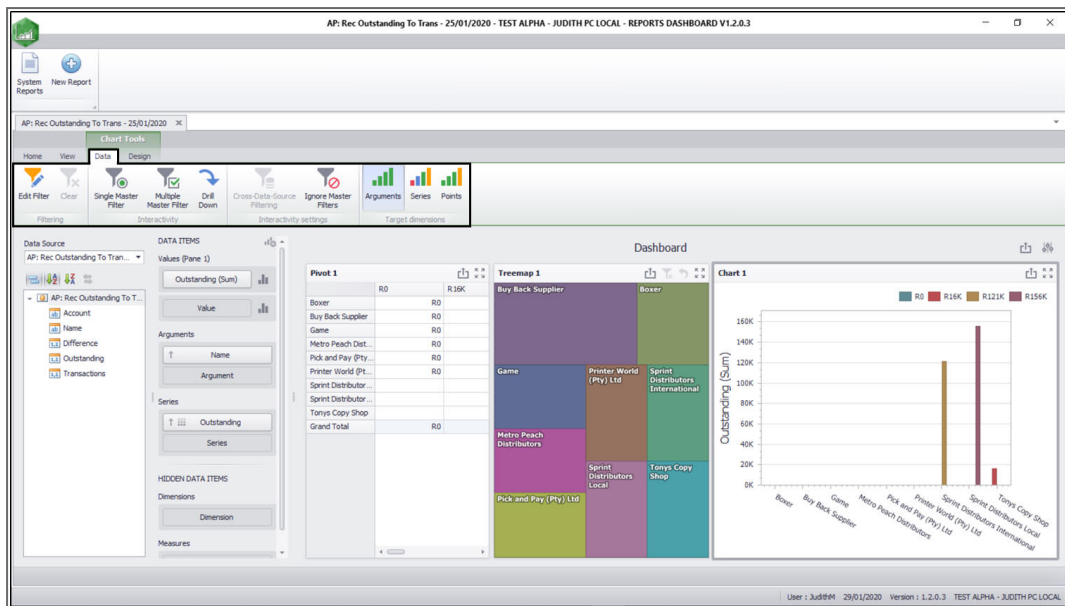 AP: Rec Outstanding To Trans - 25/01/2020 - TEST ALPHA - JUDITH PC LOCAL - REPORTS DASHBOARD V1.2.0.3
System Reports
New Report
AP: Rec Outstanding To Trans - 25/01/2020
Chart Tools
Home View Data Design
Edit Filter
Clear
Single Master Filter
Multiple Master Filter
Drill Down
Cross-Data-Source Filtering
Ignore Master Filters
Arguments
Series
Points
Filtering
Interactivity
Interactivity settings
Target dimensions
Data Source
AP: Rec Outstanding To Tran...
AP: Rec Outstanding To T...
Account
Name
Difference
Outstanding
Transactions
DATA ITEMS
Values (Pane 1)
Outstanding (Sum)
Value
Arguments
Name
Argument
Series
Outstanding
Series
HIDDEN DATA ITEMS
Dimensions
Dimension
Measures
Dashboard
Pivot 1
R0 R16K
Boxer R0
Buy Back Supplier R0
Game R0
Metro Peach Dist... R0
Pick and Pay (Pty... R0
Printer World (Pt... R0
Sprint Distributor...
Sprint Distributor...
Tonys Copy Shop
Grand Total R0
Treemap 1
Buy Back Supplier
Boxer
Game
Printer World
(Pty) Ltd
Sprint
Distributors
International
Metro Peach
Distributors
Sprint
Distributors
Local
Tonys Copy
Shop
Pick and Pay (Pty) Ltd
Chart 1
R0 R16K R121K R156K
Outstanding (Sum)
160K
140K
120K
100K
80K
60K
40K
20K
0K
Boxer
Buy Back Supplier
Game
Metro Peach Distributors
Pick and Pay (Pty) Ltd
Printer World (Pty) Ltd
Sprint Distributors International
Sprint Distributors Local
Tonys Copy Shop
User : JudithM 29/01/2020 Version : 1.2.0.3 TEST ALPHA - JUDITH PC LOCAL